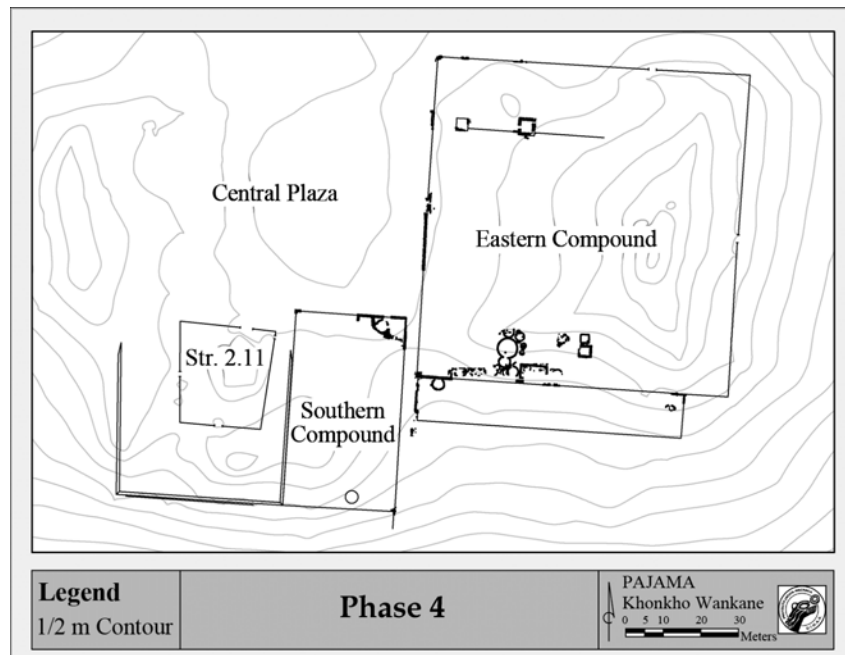 Central Plaza
Eastern Compound
Str. 2.11
Southern
Compound
Legend
1/2 m Contour
Phase 4
PAJAMA
Khonkho Wankane
0 5 10 20 30
Meters